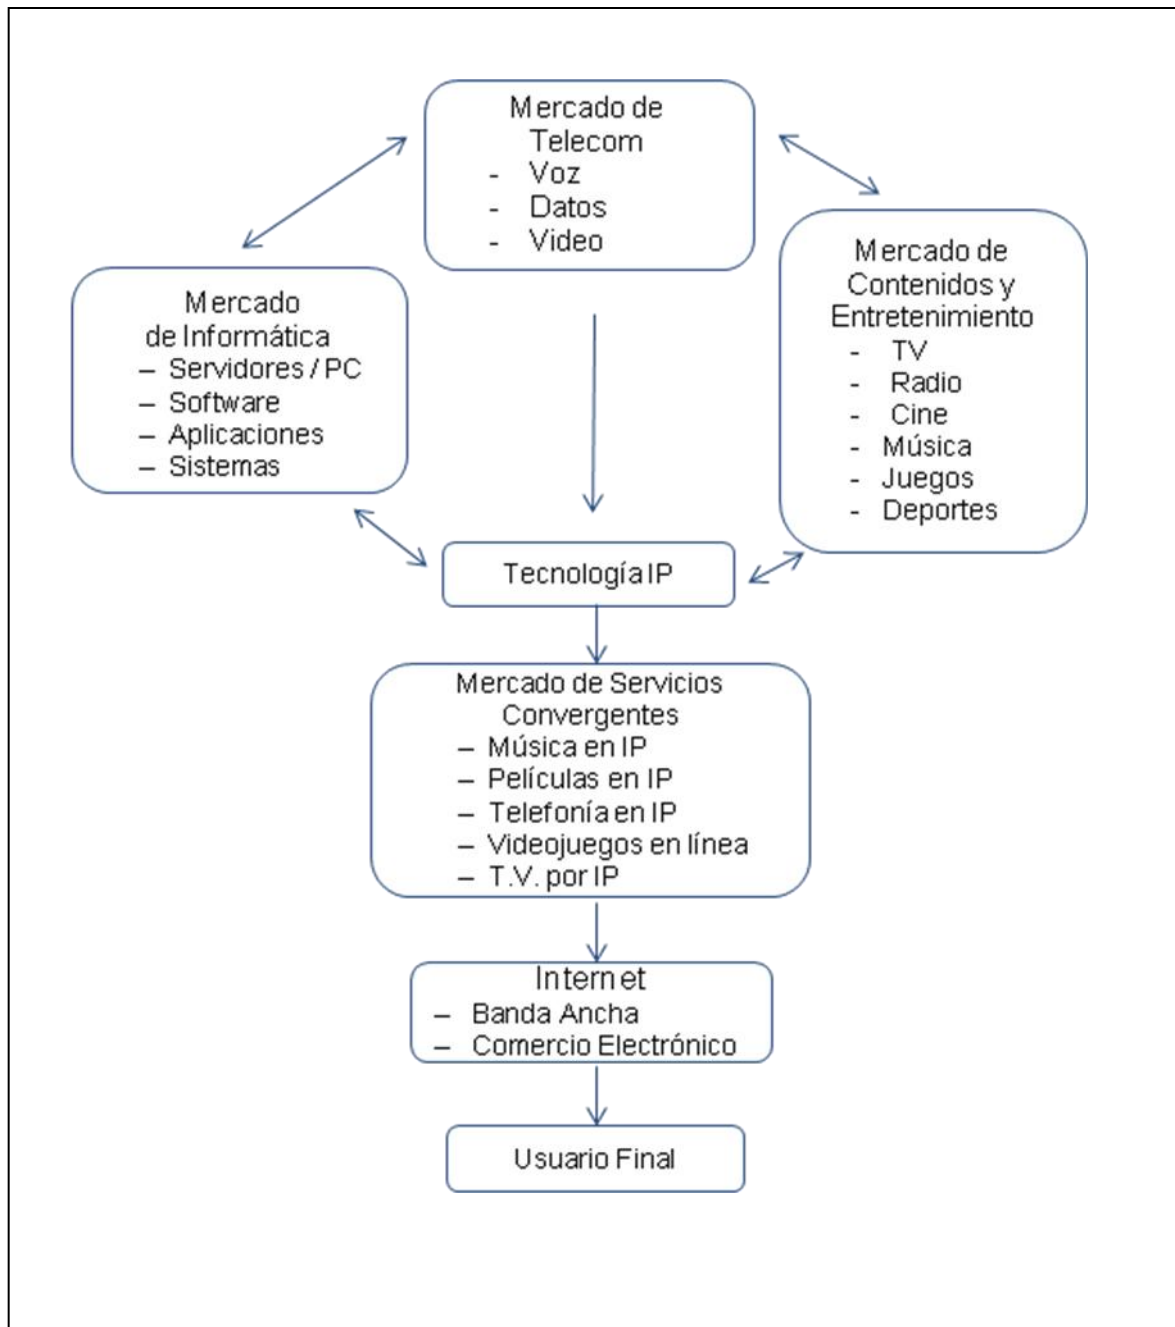 Mercado de
Telecom
- Voz
- Datos
- Video
Mercado
de Informática
– Servidores / PC
– Software
– Aplicaciones
– Sistemas
Mercado de
Contenidos y
Entretenimiento
- TV
- Radio
- Cine
- Música
- Juegos
- Deportes
Tecnología IP
Mercado de Servicios
Convergentes
– Música en IP
– Películas en IP
– Telefonía en IP
– Videojuegos en línea
– T.V. por IP
Internet
– Banda Ancha
– Comercio Electrónico
Usuario Final